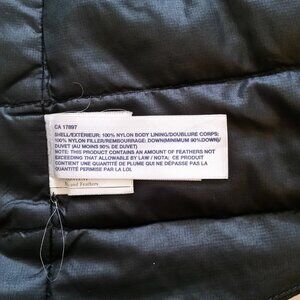 CA 17897
SHELL/EXTÉRIEUR: 100% NYLON BODY LINING/DOUBLURE CORPS:
100% NYLON FILLER/REMBOURRAGE: DOWN(MINIMUM 90%DOWN)/
DUVET (AU MOINS 90% DE DUVET)
NOTE: THIS PRODUCT CONTAINS AN AMOUNT OF FEATHERS NOT
EXCEEDING THAT ALLOWABLE BY LAW / NOTA: CE PRODUIT
CONTIENT UNE QUANTITÉ DE PLUME QUI NE DÉPASSE PAS LA
QUANTITÉ PERMISE PAR LA LOI.
and Feathers